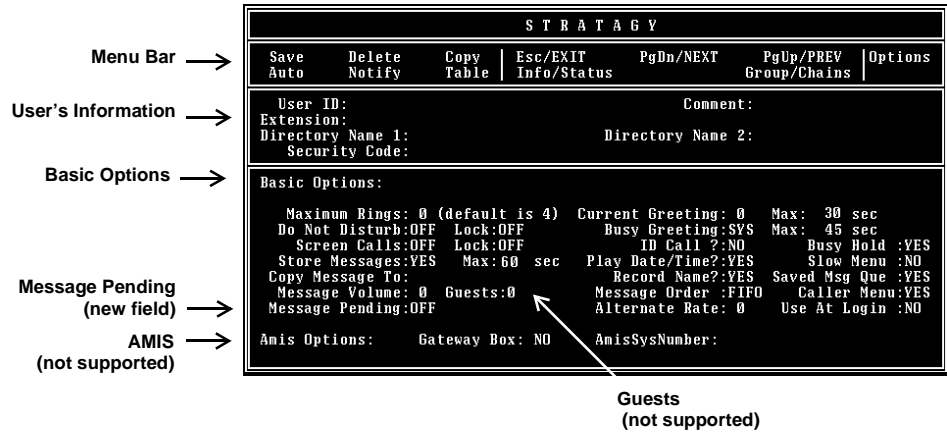 S T R A T A G Y
Menu Bar
Save Delete Copy Esc/EXIT PgDn/NEXT PgUp/PREV Options
Auto Notify Table Info/Status Group/Chains
User's Information
User ID: Comment:
Extension:
Directory Name 1: Directory Name 2:
Security Code:
Basic Options
Basic Options:
Maximum Rings: 0 (default is 4) Current Greeting: 0 Max: 30 sec
Do Not Disturb:OFF Lock:OFF Busy Greeting:SYS Max: 45 sec
Screen Calls:OFF Lock:OFF ID Call ?:NO Busy Hold :YES
Store Messages:YES Max:60 sec Play Date/Time?:YES Slow Menu :NO
Copy Message To: Record Name?:YES Saved Msg Que :YES
Message Volume: 0 Guests:0 Message Order :FIFO Caller Menu:YES
Message Pending:OFF Alternate Rate: 0 Use At Login :NO
Message Pending
(new field)
Amis Options: Gateway Box: NO AmisSysNumber:
AMIS
(not supported)
Guests
(not supported)